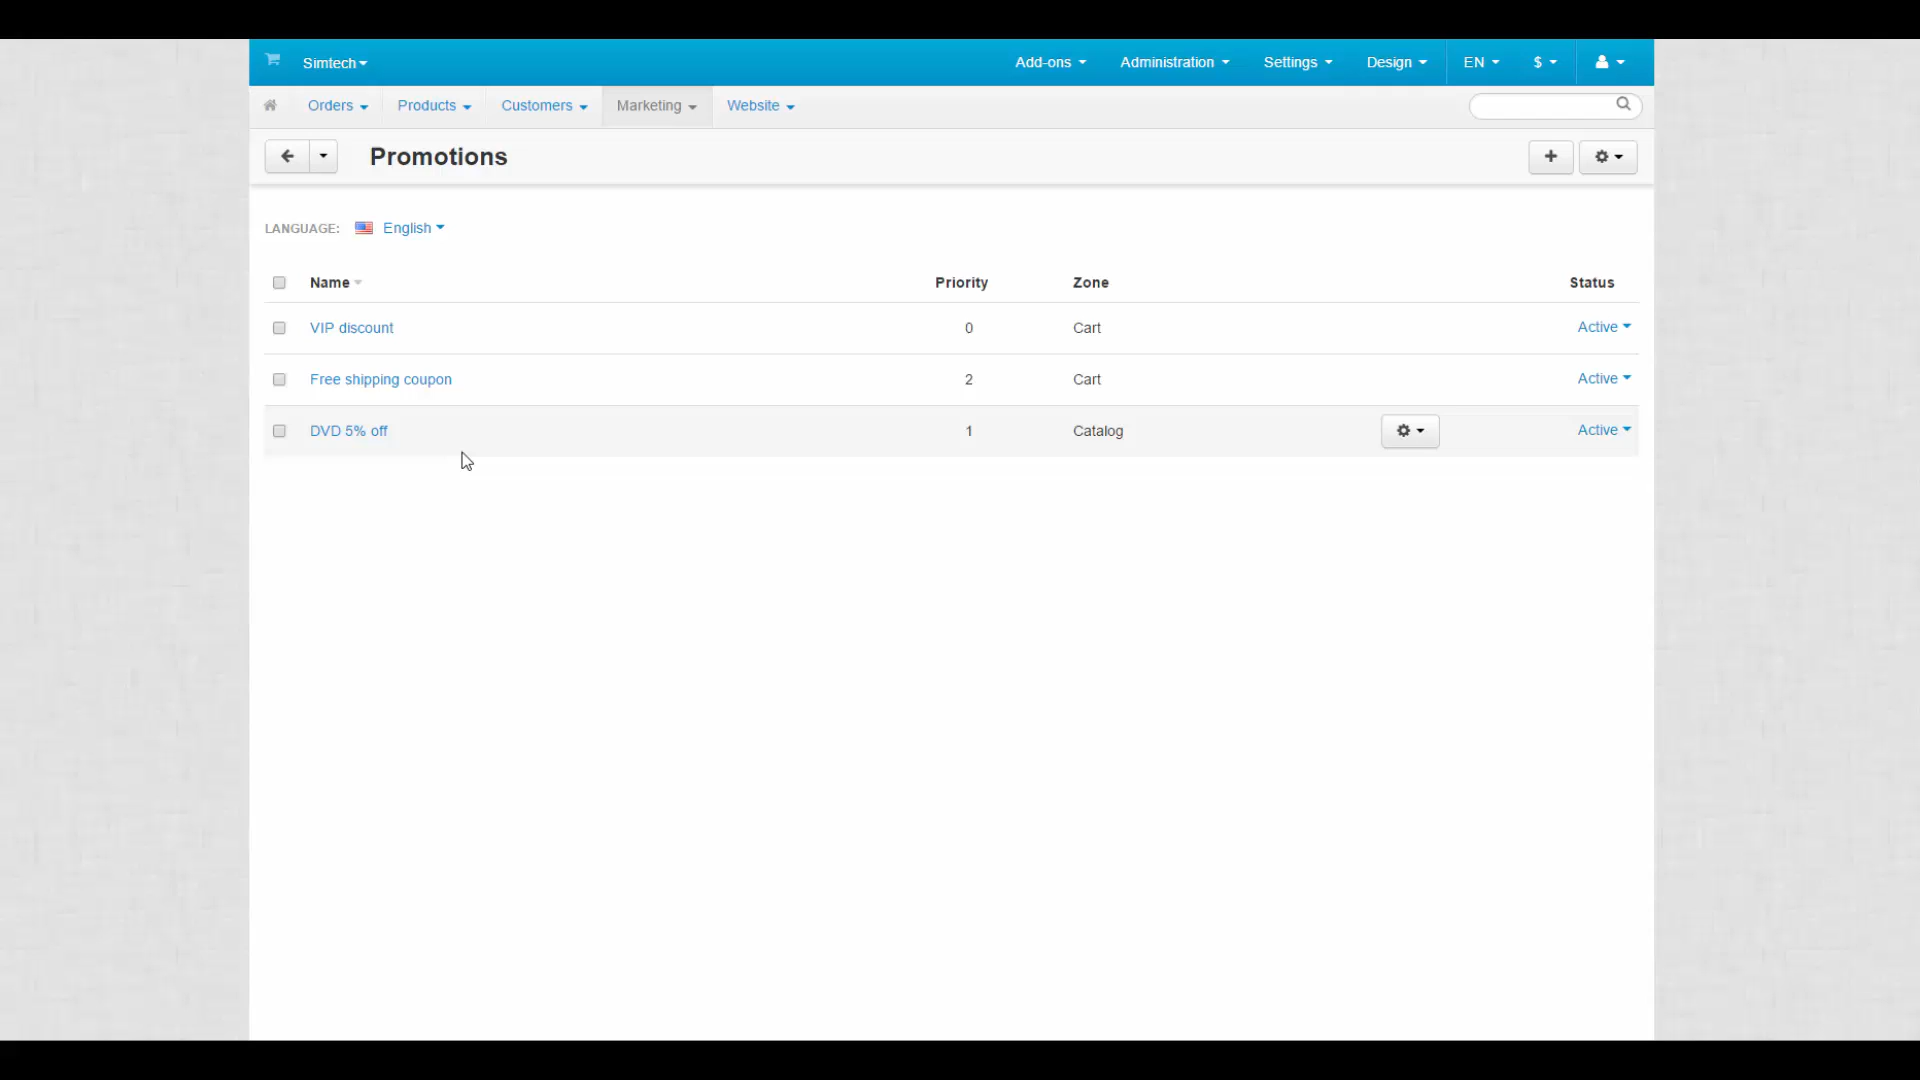 Simtech Add-ons Administration Settings Design EN $
Orders Products Customers Marketing Website
Promotions
LANGUAGE: English
Name Priority Zone Status
VIP discount 0 Cart Active
Free shipping coupon 2 Cart Active
DVD 5% off 1 Catalog Active